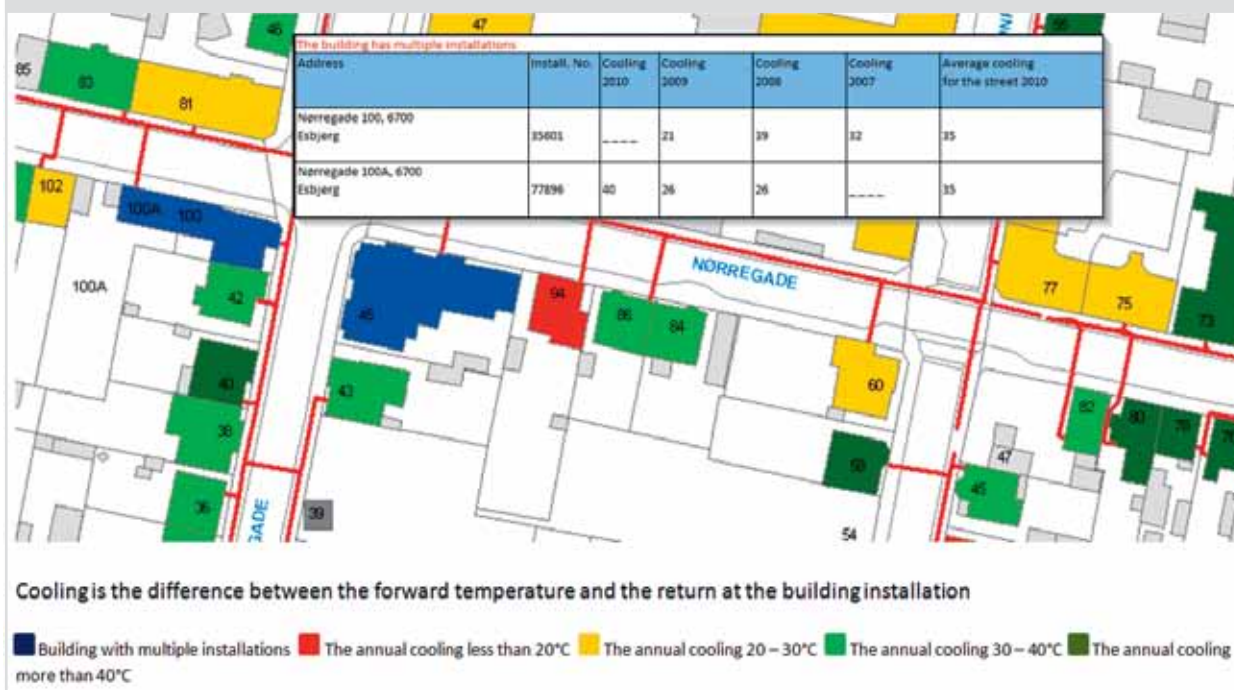 46
47
55
85
83
81
The building has multiple installations
Address Install. No. Cooling 2010 Cooling 2009 Cooling 2008 Cooling 2007 Average cooling for the street 2010
Nørregade 100, 6700 Esbjerg 35601 ____ 21 39 32 35
Nørregade 100A, 6700 Esbjerg 77896 40 26 26 ____ 35
102
100A 100
100A
42
45
94
86
84
NØRREGADE
77
75
73
40
43
60
38
82
80
78
47
45
36
39
54
GADE
Cooling is the difference between the forward temperature and the return at the building installation
Building with multiple installations The annual cooling less than 20°C The annual cooling 20 – 30°C The annual cooling 30 – 40°C The annual cooling
more than 40°C